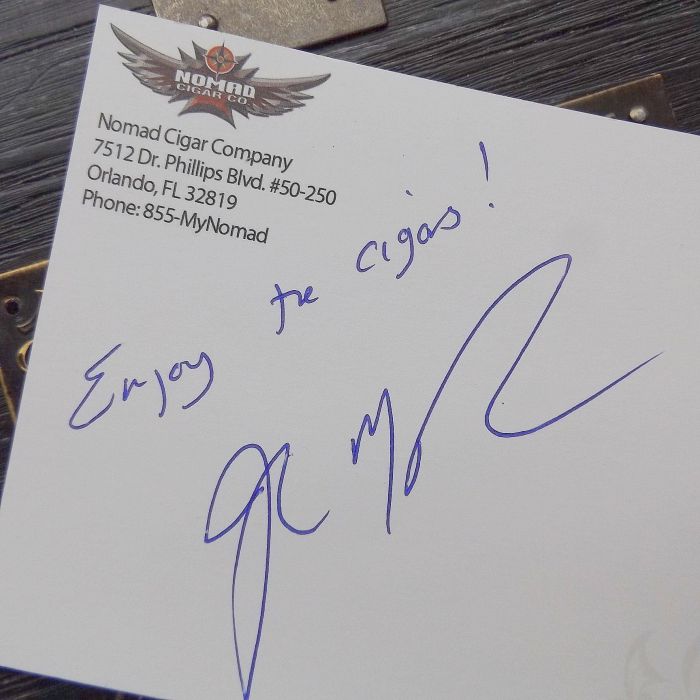 NOMAD
CIGAR CO.
Nomad Cigar Company
7512 Dr. Phillips Blvd. #50-250
Orlando, FL 32819
Phone: 855-MyNomad
Enjoy the cigars!